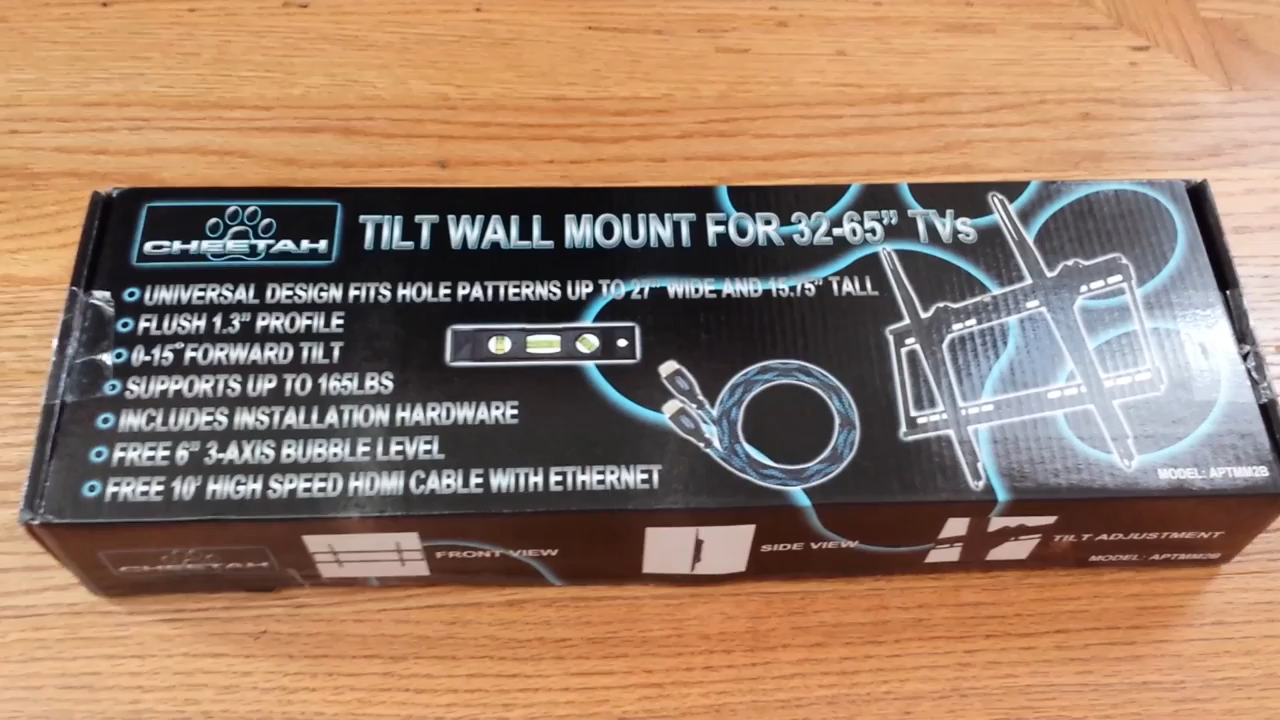 CHEETAH
TILT WALL MOUNT FOR 32-65” TVs
UNIVERSAL DESIGN FITS HOLE PATTERNS UP TO 27” WIDE AND 15.75” TALL
FLUSH 1.3” PROFILE
0-15° FORWARD TILT
SUPPORTS UP TO 165LBS
INCLUDES INSTALLATION HARDWARE
FREE 6” 3-AXIS BUBBLE LEVEL
FREE 10’ HIGH SPEED HDMI CABLE WITH ETHERNET
MODEL: APTMM2B
CHEETAH
FRONT VIEW
SIDE VIEW
TILT ADJUSTMENT
MODEL: APTMM2B